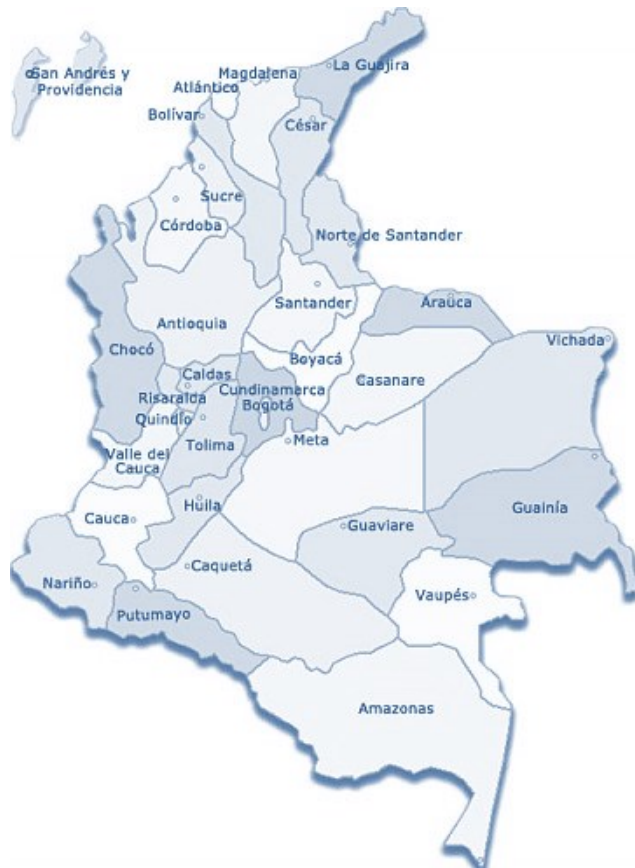 San Andrés y
Providencia
Magdalena
La Guajira
Atlántico
Bolívar
César
Sucre
Córdoba
Norte de Santander
Santander
Arauca
Antioquia
Vichada
Chocó
Boyacá
Casanare
Caldas
Cundinamarca
Risaralda
Bogotá
Quindío
Meta
Tolima
Valle del
Cauca
Huila
Guainía
Cauca
Guaviare
Caquetá
Nariño
Vaupés
Putumayo
Amazonas